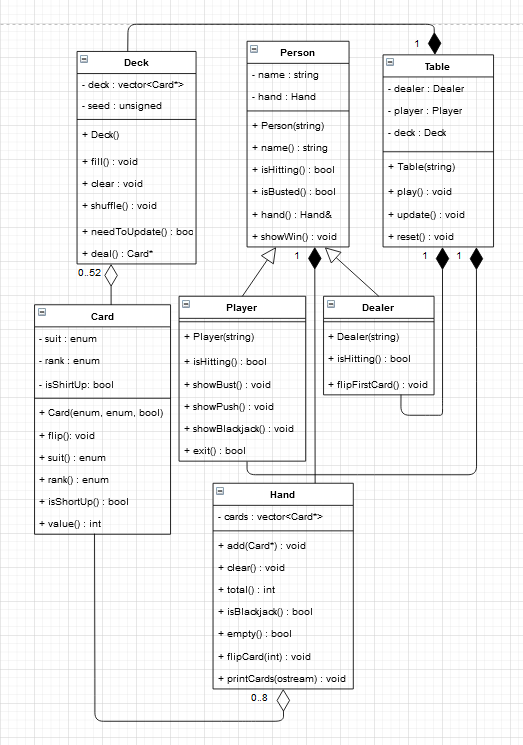 1
Deck
- deck : vector<Card*>
- seed : unsigned
+ Deck()
+ fill() : void
+ clear : void
+ shuffle() : void
+ needToUpdate() : boo
+ deal() : Card*
0..52
Person
- name : string
- hand : Hand
+ Person(string)
+ name() : string
+ isHitting() : bool
+ isBusted() : bool
+ hand() : Hand&
+ showWin() : void
1
Table
- dealer : Dealer
- player : Player
- deck : Deck
+ Table(string)
+ play() : void
+ update() : void
+ reset() : void
1
1
Card
- suit : enum
- rank : enum
- isShirtUp: bool
+ Card(enum, enum, bool)
+ flip(): void
+ suit() : enum
+ rank() : enum
+ isShortUp() : bool
+ value() : int
Player
+ Player(string)
+ isHitting() : bool
+ showBust() : void
+ showPush() : void
+ showBlackjack() : void
+ exit() : bool
Dealer
+ Dealer(string)
+ isHitting() : bool
+ flipFirstCard() : void
Hand
- cards : vector<Card*>
+ add(Card*) : void
+ clear() : void
+ total() : int
+ isBlackjack() : bool
+ empty() : bool
+ flipCard(int) : void
+ printCards(ostream) : void
0..8